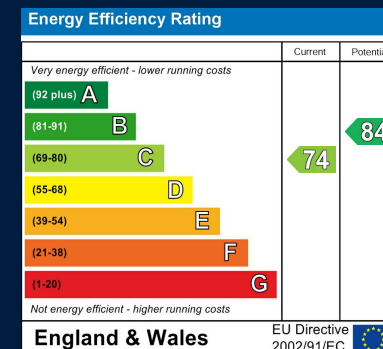 Energy Efficiency Rating
Current Potentia
Very energy efficient - lower running costs
(92 plus) A
(81-91) B
84
(69-80) C
74
(55-68) D
(39-54) E
(21-38) F
(1-20) G
Not energy efficient - higher running costs
England & Wales
EU Directive
2002/91/EC